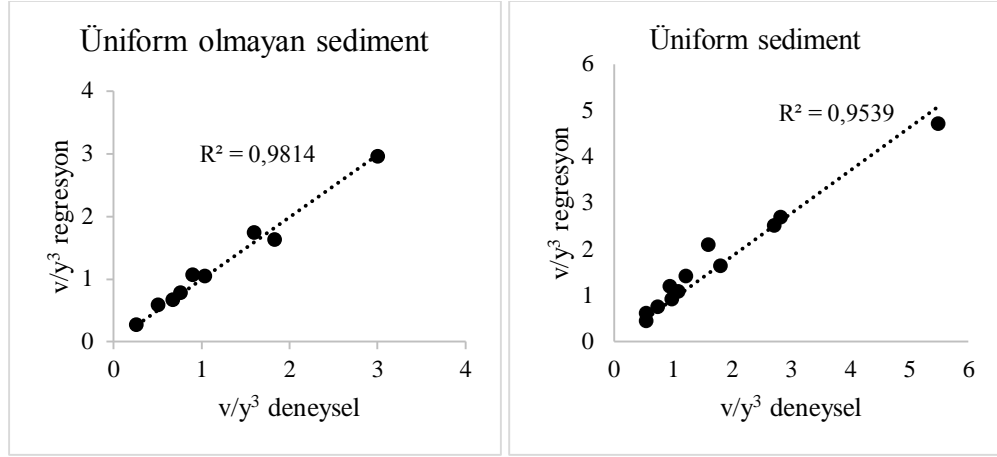 Üniform olmayan sediment
4
3
2
1
0
R² = 0,9814
v/y³ regresyon
0 1 2 3 4
v/y³ deneysel
Üniform sediment
6
5
4
3
2
1
0
R² = 0,9539
v/y³ regresyon
0 1 2 3 4 5 6
v/y³ deneysel